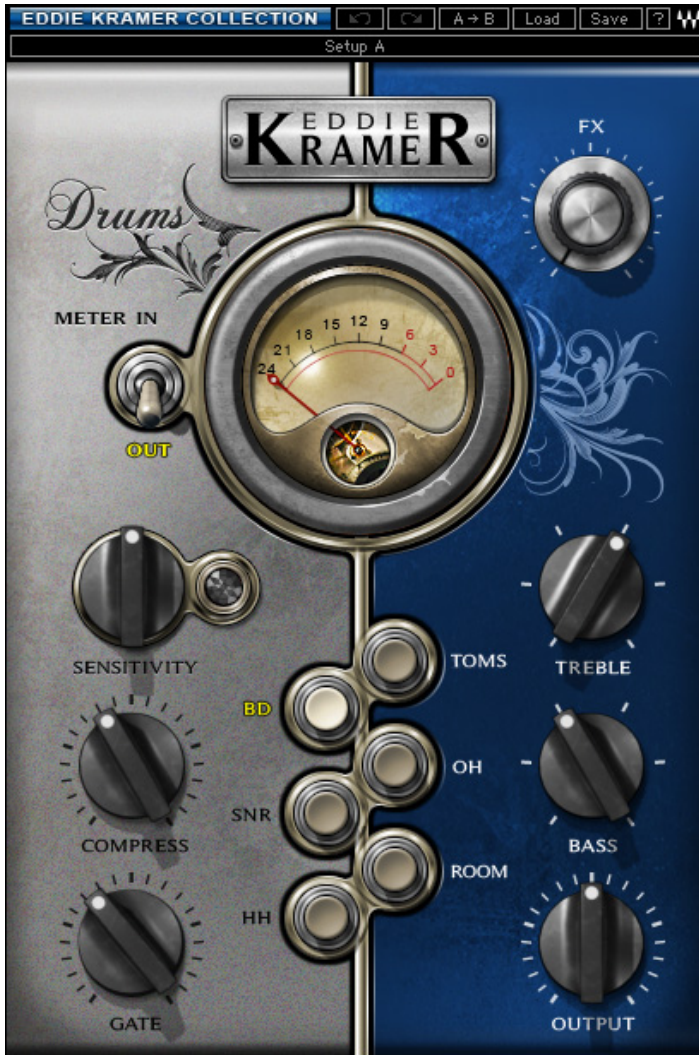 EDDIE KRAMER COLLECTION
A→B
Load
Save
?
Setup A
EDDIE
KRAMER
FX
Drums
METER IN
24 21 18 15 12 9 6 3 0
OUT
SENSITIVITY
TOMS
TREBLE
BD
OH
SNR
COMPRESS
BASS
ROOM
HH
GATE
OUTPUT